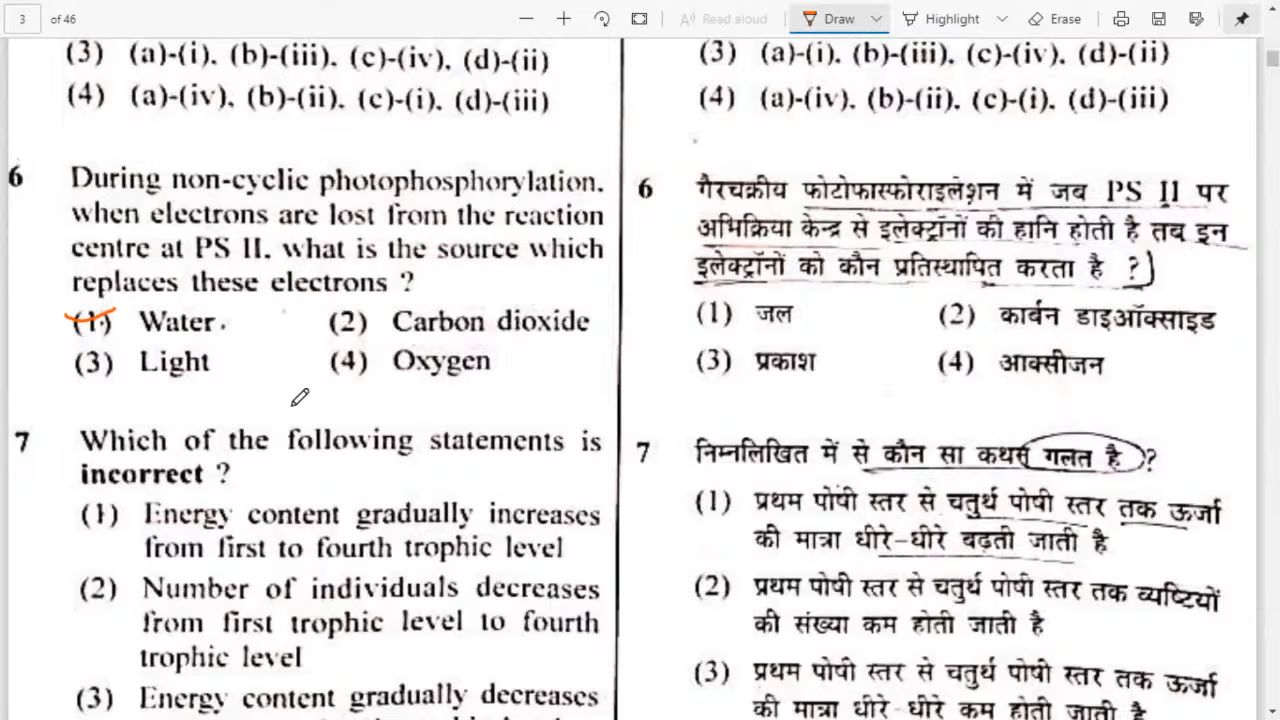 3 of 46 Read aloud Draw Highlight Erase
(3) (a)-(i), (b)-(iii), (c)-(iv), (d)-(ii)
(4) (a)-(iv), (b)-(ii), (c)-(i), (d)-(iii)
6 During non-cyclic photophosphorylation,
when electrons are lost from the reaction
centre at PS II, what is the source which
replaces these electrons ?
(1) Water (2) Carbon dioxide
(3) Light (4) Oxygen
7 Which of the following statements is
incorrect ?
(1) Energy content gradually increases
from first to fourth trophic level
(2) Number of individuals decreases
from first trophic level to fourth
trophic level
(3) Energy content gradually decreases
(3) (a)-(i), (b)-(iii), (c)-(iv), (d)-(ii)
(4) (a)-(iv), (b)-(ii), (c)-(i), (d)-(iii)
6 गैरचक्रीय फोटोफास्फोराइलेशन में जब PS II पर
अभिक्रिया केन्द्र से इलेक्ट्रॉनों की हानि होती है तब इन
इलेक्ट्रॉनों को कौन प्रतिस्थापित करता है ?
(1) जल (2) कार्बन डाइऑक्साइड
(3) प्रकाश (4) आक्सीजन
7 निम्नलिखित में से कौन सा कथन गलत है ?
(1) प्रथम पोषी स्तर से चतुर्थ पोषी स्तर तक ऊर्जा
की मात्रा धीरे-धीरे बढ़ती जाती है
(2) प्रथम पोषी स्तर से चतुर्थ पोषी स्तर तक व्यष्टियों
की संख्या कम होती जाती है
(3) प्रथम पोषी स्तर से चतुर्थ पोषी स्तर तक ऊर्जा
की मात्रा धीरे-धीरे कम होती जाती है